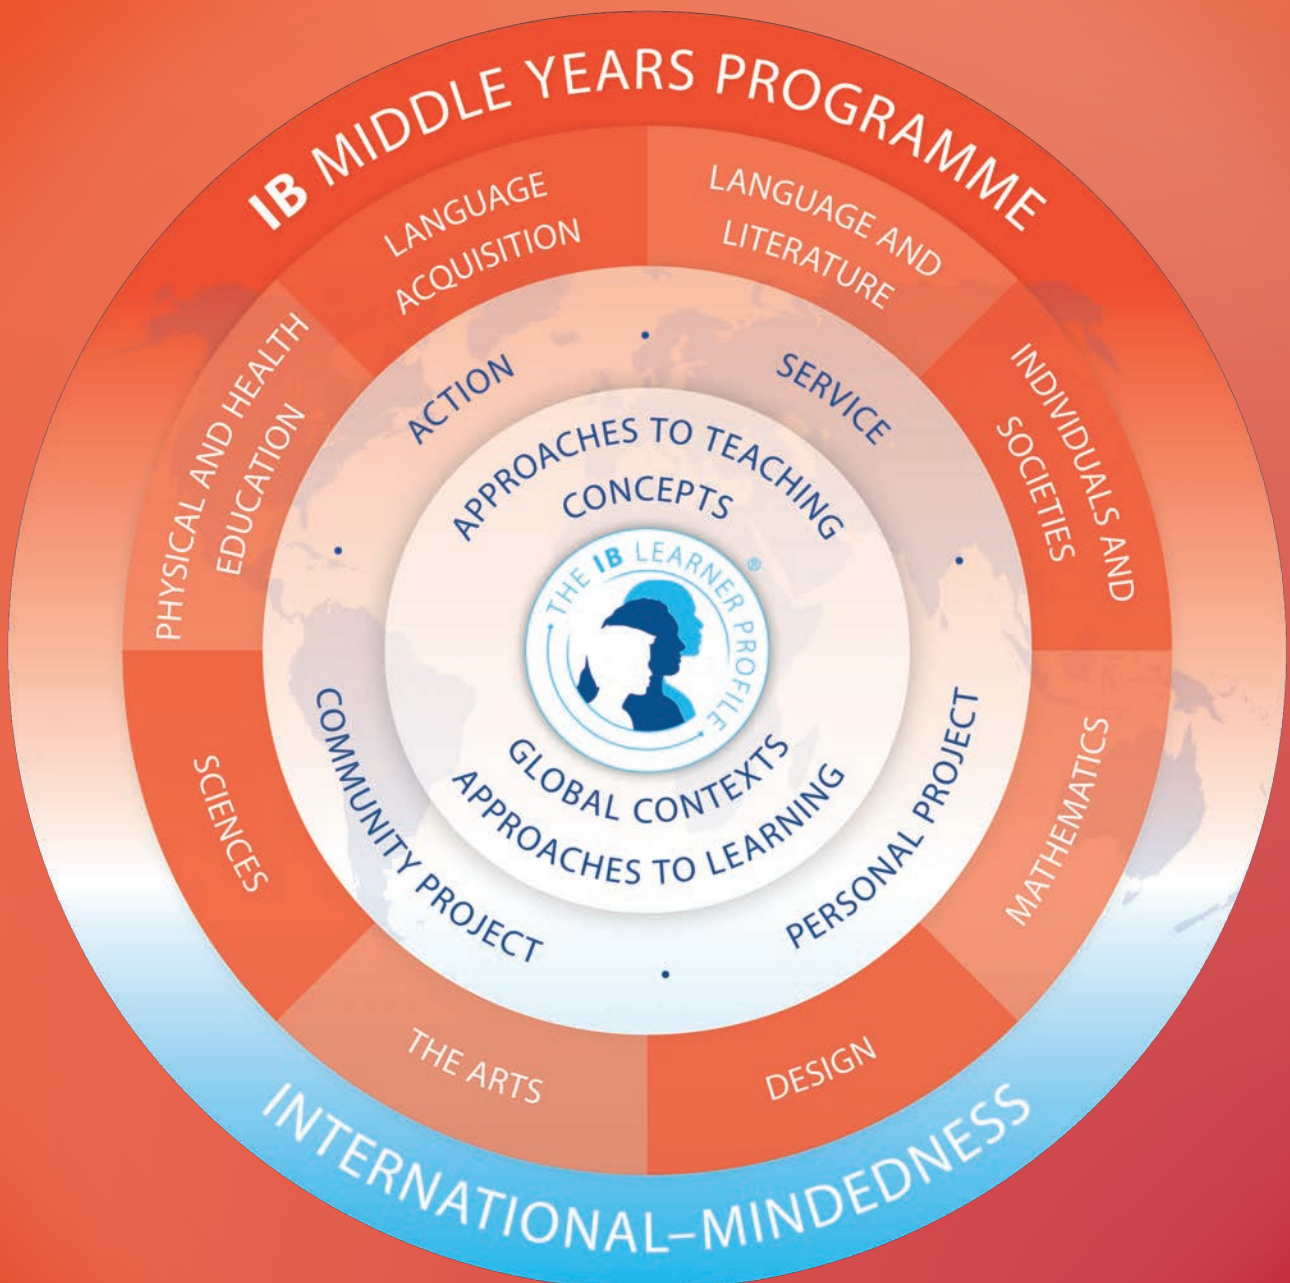 IB MIDDLE YEARS PROGRAMME
LANGUAGE
ACQUISITION
LANGUAGE AND
LITERATURE
INDIVIDUALS AND
SOCIETIES
MATHEMATICS
DESIGN
THE ARTS
SCIENCES
PHYSICAL AND HEALTH
EDUCATION
ACTION
SERVICE
PERSONAL PROJECT
COMMUNITY PROJECT
APPROACHES TO TEACHING
CONCEPTS
THE IB LEARNER PROFILE ®
GLOBAL CONTEXTS
APPROACHES TO LEARNING
INTERNATIONAL–MINDEDNESS